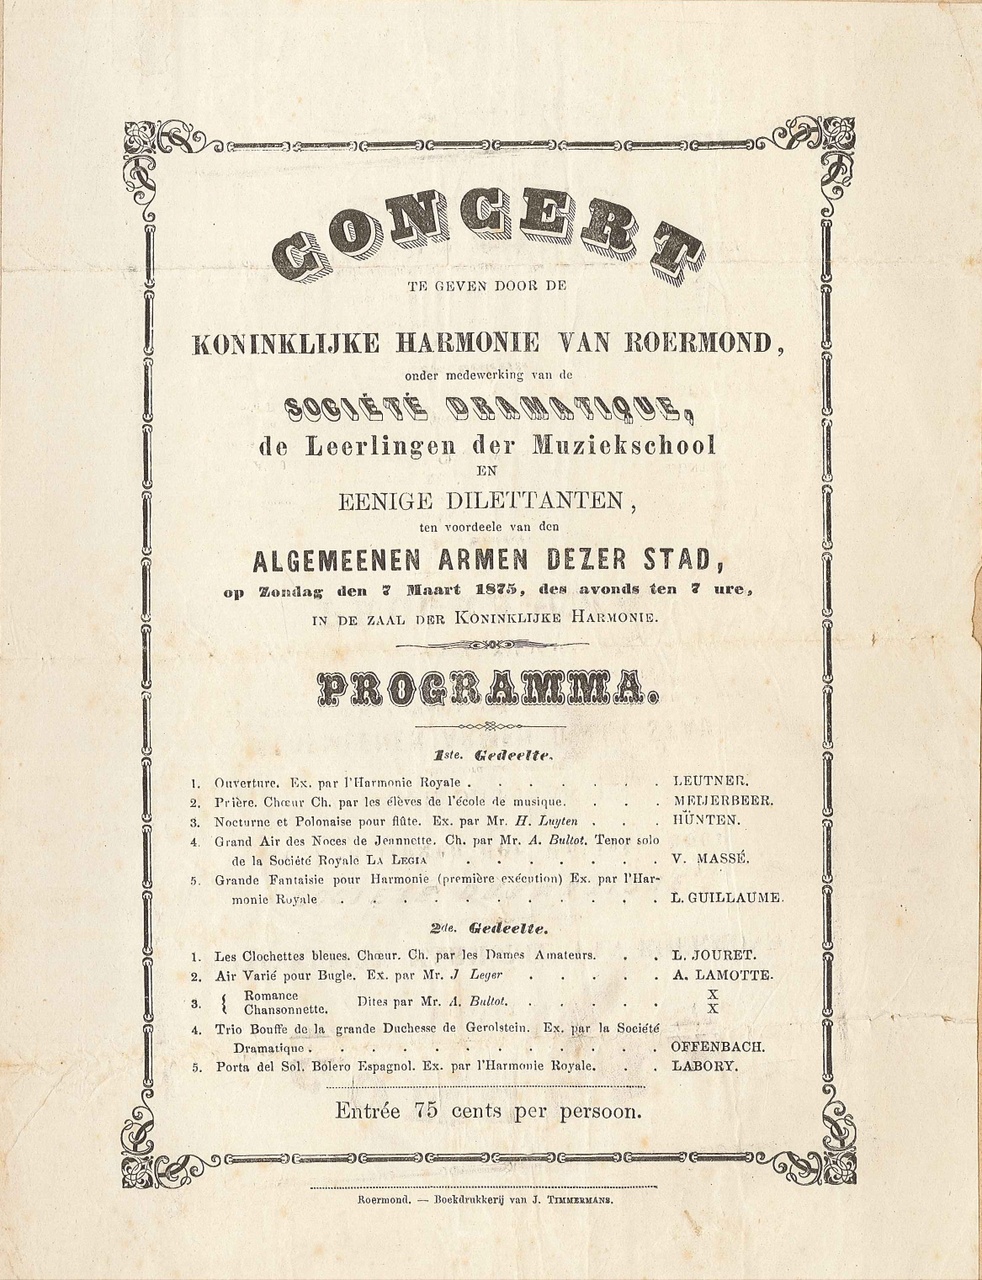 CONCERT
TE GEVEN DOOR DE
KONINKLIJKE HARMONIE VAN ROERMOND,
onder medewerking van de
SOCIÉTÉ DRAMATIQUE,
de Leerlingen der Muziekschool
EN
EENIGE DILETTANTEN,
ten voordeele van den
ALGEMEENEN ARMEN DEZER STAD,
op Zondag den 7 Maart 1875, des avonds ten 7 ure,
IN DE ZAAL DER KONINKLIJKE HARMONIE.
PROGRAMMA.
1ste. Gedeelte.
1. Ouverture. Ex. par l'Harmonie Royale . . . . . . . LEUTNER.
2. Prière. Chœur Ch. par les élèves de l'école de musique. . . . MEIJERBEER.
3. Nocturne et Polonaise pour flûte. Ex. par Mr. H. Luyten . . . HÜNTEN.
4. Grand Air des Noces de Jeannette. Ch. par Mr. A. Bultot. Tenor solo
de la Société Royale LA LEGIA . . . . . . . V. MASSÉ.
5. Grande Fantaisie pour Harmonie (première exécution) Ex. par l'Har-
monie Royale . . . . . . . . . . L. GUILLAUME.
2de. Gedeelte.
1. Les Clochettes bleues. Chœur. Ch. par les Dames Amateurs. . . L. JOURET.
2. Air Varié pour Bugle. Ex. par Mr. J Leger . . . . . A. LAMOTTE.
3. { Romance Dites par Mr. A. Bultot. . . . . . X
Chansonnette. X
4. Trio Bouffe de la grande Duchesse de Gerolstein. Ex. par la Société
Dramatique . . . . . . . . . . . OFFENBACH.
5. Porta del Sol. Bolero Espagnol. Ex. par l'Harmonie Royale. . . LABORY.
Entrée 75 cents per persoon.
Roermond. — Boekdrukkerij van J. TIMMERMANS.